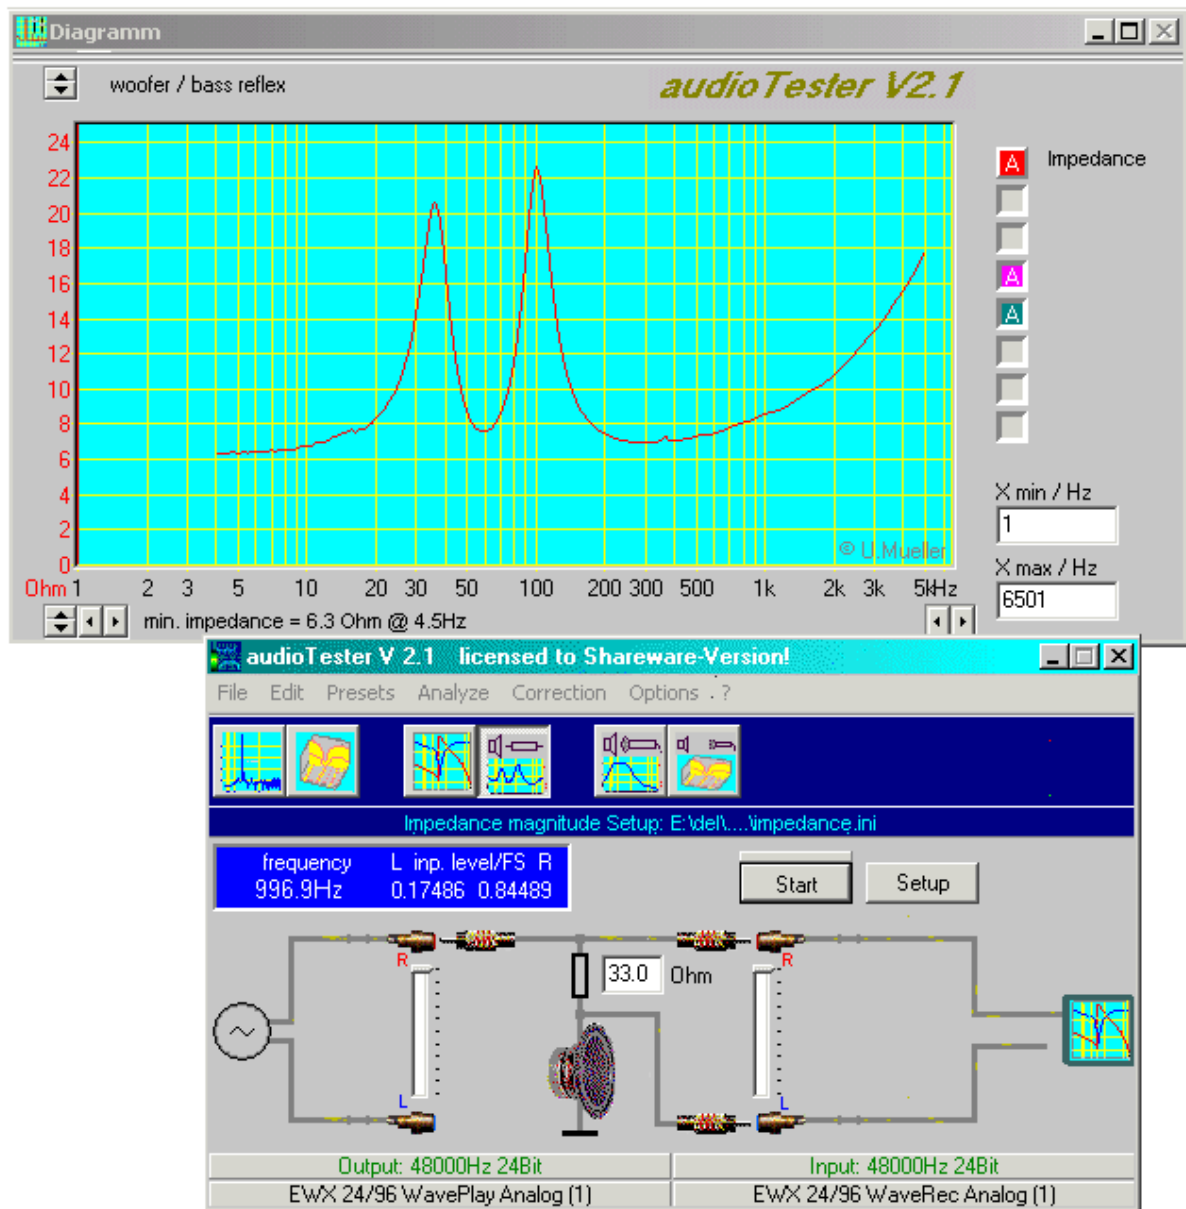 Diagramm
woofer / bass reflex
audioTester V2.1
24
22
20
18
16
14
12
10
8
6
4
2
0
Ohm 1 2 3 5 10 20 30 50 100 200 300 500 1k 2k 3k 5kHz
© U.Mueller
min. impedance = 6.3 Ohm @ 4.5Hz
A Impedance
A
A
X min / Hz
1
X max / Hz
6501
audioTester V 2.1 licensed to Shareware-Version!
File Edit Presets Analyze Correction Options ?
Impedance magnitude Setup: E:\del\....\impedance.ini
frequency L inp. level/FS R
996.9Hz 0.17486 0.84489
Start Setup
R R
33.0 Ohm
L L
Output: 48000Hz 24Bit Input: 48000Hz 24Bit
EWX 24/96 WavePlay Analog (1) EWX 24/96 WaveRec Analog (1)